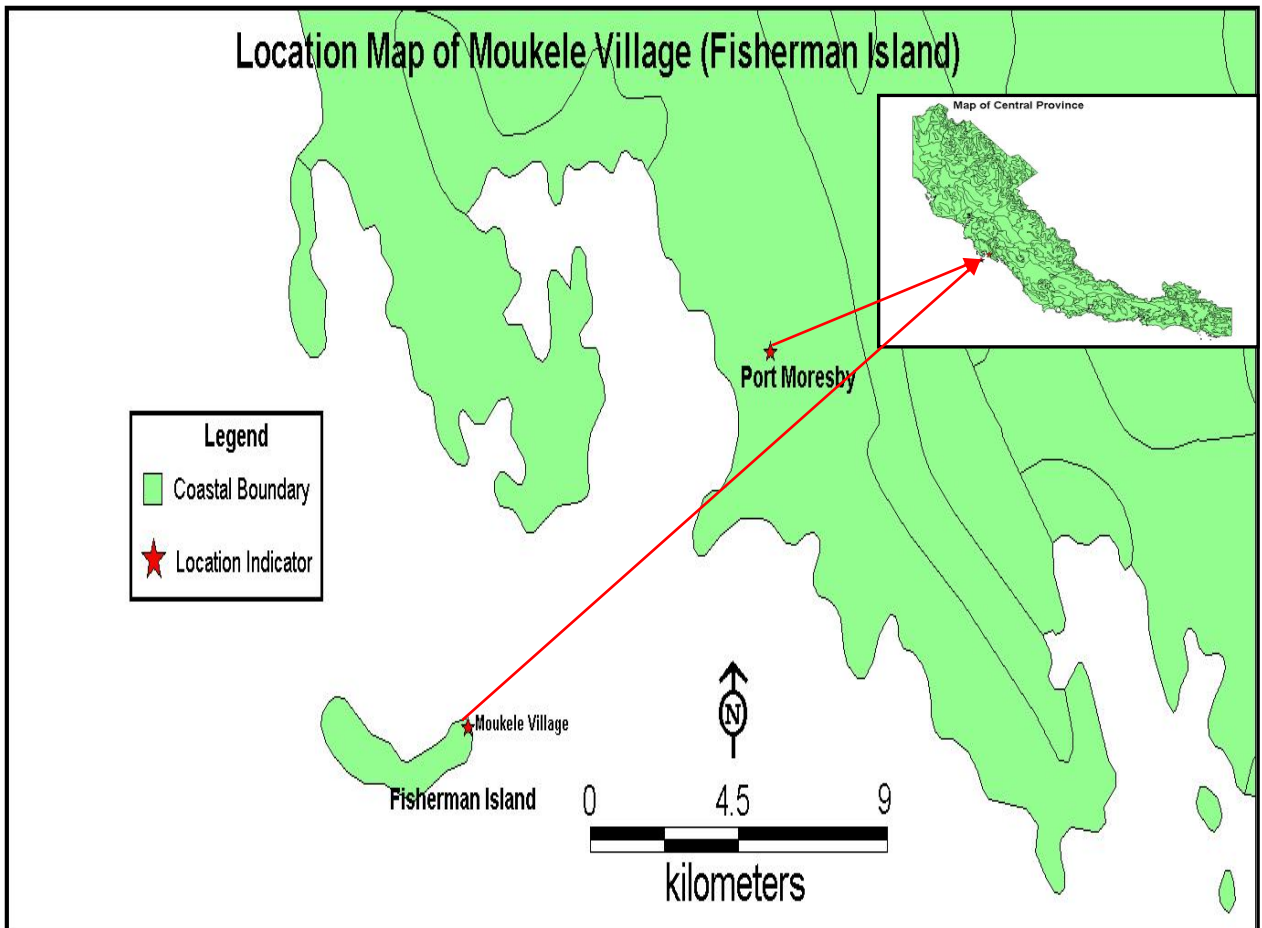 Location Map of Moukele Village (Fisherman Island)
Map of Central Province
Port Moresby
Legend
Coastal Boundary
Location Indicator
Moukele Village
Fisherman Island
N
0 4.5 9
kilometers